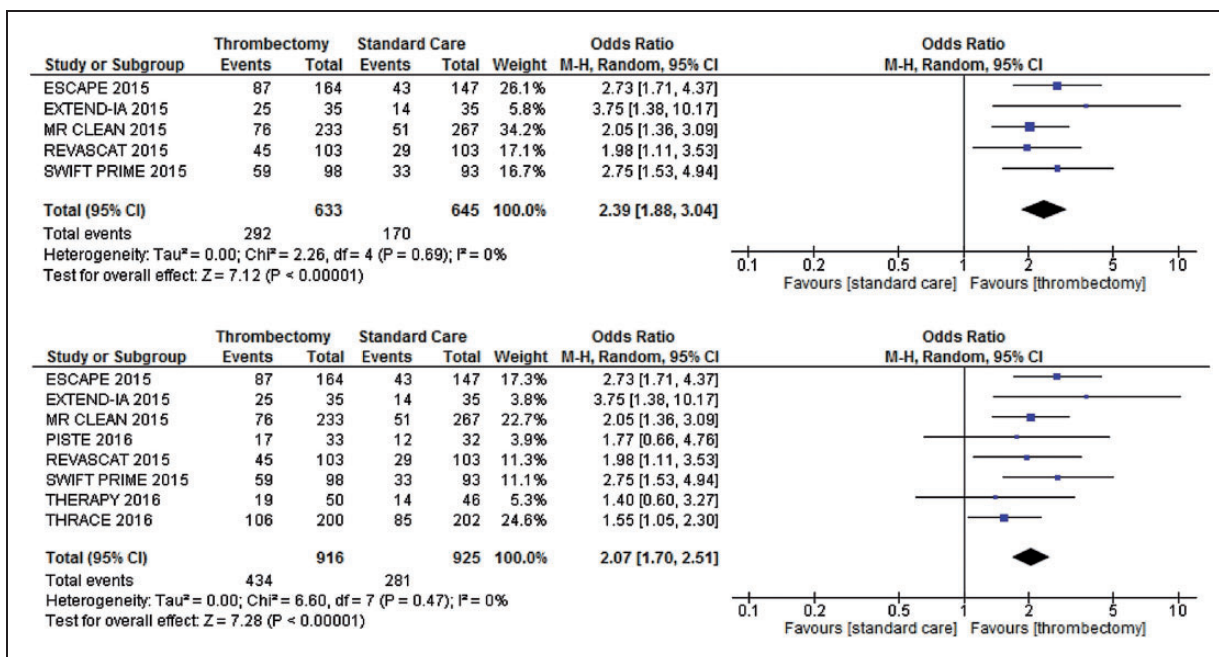 Thrombectomy Standard Care Odds Ratio Odds Ratio
Study or Subgroup Events Total Events Total Weight M-H, Random, 95% CI M-H, Random, 95% CI
ESCAPE 2015 87 164 43 147 26.1% 2.73 [1.71, 4.37]
EXTEND-IA 2015 25 35 14 35 5.8% 3.75 [1.38, 10.17]
MR CLEAN 2015 76 233 51 267 34.2% 2.05 [1.36, 3.09]
REVASCAT 2015 45 103 29 103 17.1% 1.98 [1.11, 3.53]
SWIFT PRIME 2015 59 98 33 93 16.7% 2.75 [1.53, 4.94]
Total (95% CI) 633 645 100.0% 2.39 [1.88, 3.04]
Total events 292 170
Heterogeneity: Tau² = 0.00; Chi² = 2.26, df = 4 (P = 0.69); I² = 0%
Test for overall effect: Z = 7.12 (P < 0.00001)
0.1 0.2 0.5 1 2 5 10
Favours [standard care] Favours [thrombectomy]
Thrombectomy Standard Care Odds Ratio Odds Ratio
Study or Subgroup Events Total Events Total Weight M-H, Random, 95% CI M-H, Random, 95% CI
ESCAPE 2015 87 164 43 147 17.3% 2.73 [1.71, 4.37]
EXTEND-IA 2015 25 35 14 35 3.8% 3.75 [1.38, 10.17]
MR CLEAN 2015 76 233 51 267 22.7% 2.05 [1.36, 3.09]
PISTE 2016 17 33 12 32 3.9% 1.77 [0.66, 4.76]
REVASCAT 2015 45 103 29 103 11.3% 1.98 [1.11, 3.53]
SWIFT PRIME 2015 59 98 33 93 11.1% 2.75 [1.53, 4.94]
THERAPY 2016 19 50 14 46 5.3% 1.40 [0.60, 3.27]
THRACE 2016 106 200 85 202 24.6% 1.55 [1.05, 2.30]
Total (95% CI) 916 925 100.0% 2.07 [1.70, 2.51]
Total events 434 281
Heterogeneity: Tau² = 0.00; Chi² = 6.60, df = 7 (P = 0.47); I² = 0%
Test for overall effect: Z = 7.28 (P < 0.00001)
0.1 0.2 0.5 1 2 5 10
Favours [standard care] Favours [thrombectomy]